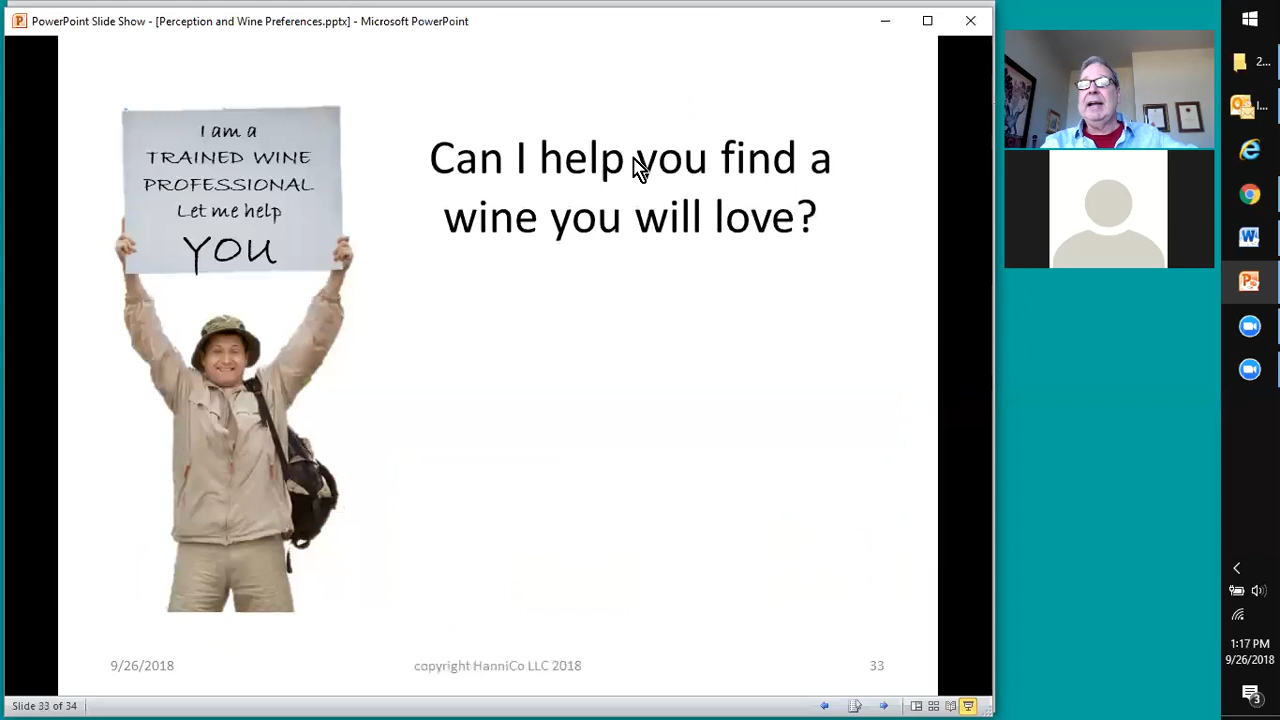 PowerPoint Slide Show - [Perception and Wine Preferences.pptx] - Microsoft PowerPoint
I am a
TRAINED WINE
PROFESSIONAL
Let me help
YOU
Can I help you find a
wine you will love?
9/26/2018
copyright HanniCo LLC 2018
33
Slide 33 of 34
2...
I...
1:17 PM
9/26/2018
3